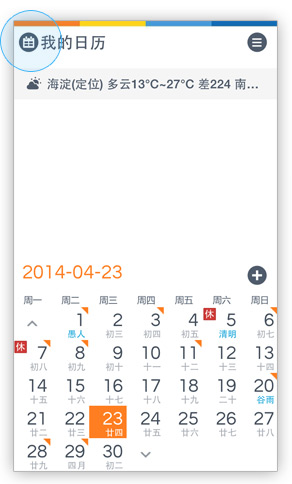 我的日历
海淀(定位) 多云13°C~27°C 差224 南...
2014-04-23
周一 周二 周三 周四 周五 周六 周日
1 2 3 4 休 5 6
愚人 初三 初四 初五 清明 初七
休 7 8 9 10 11 12 13
初八 初九 初十 十一 十二 十三 十四
14 15 16 17 18 19 20
十五 十六 十七 十八 十九 二十 谷雨
21 22 23 24 25 26 27
廿二 廿三 廿四 廿五 廿六 廿七 廿八
28 29 30
廿九 四月 初二